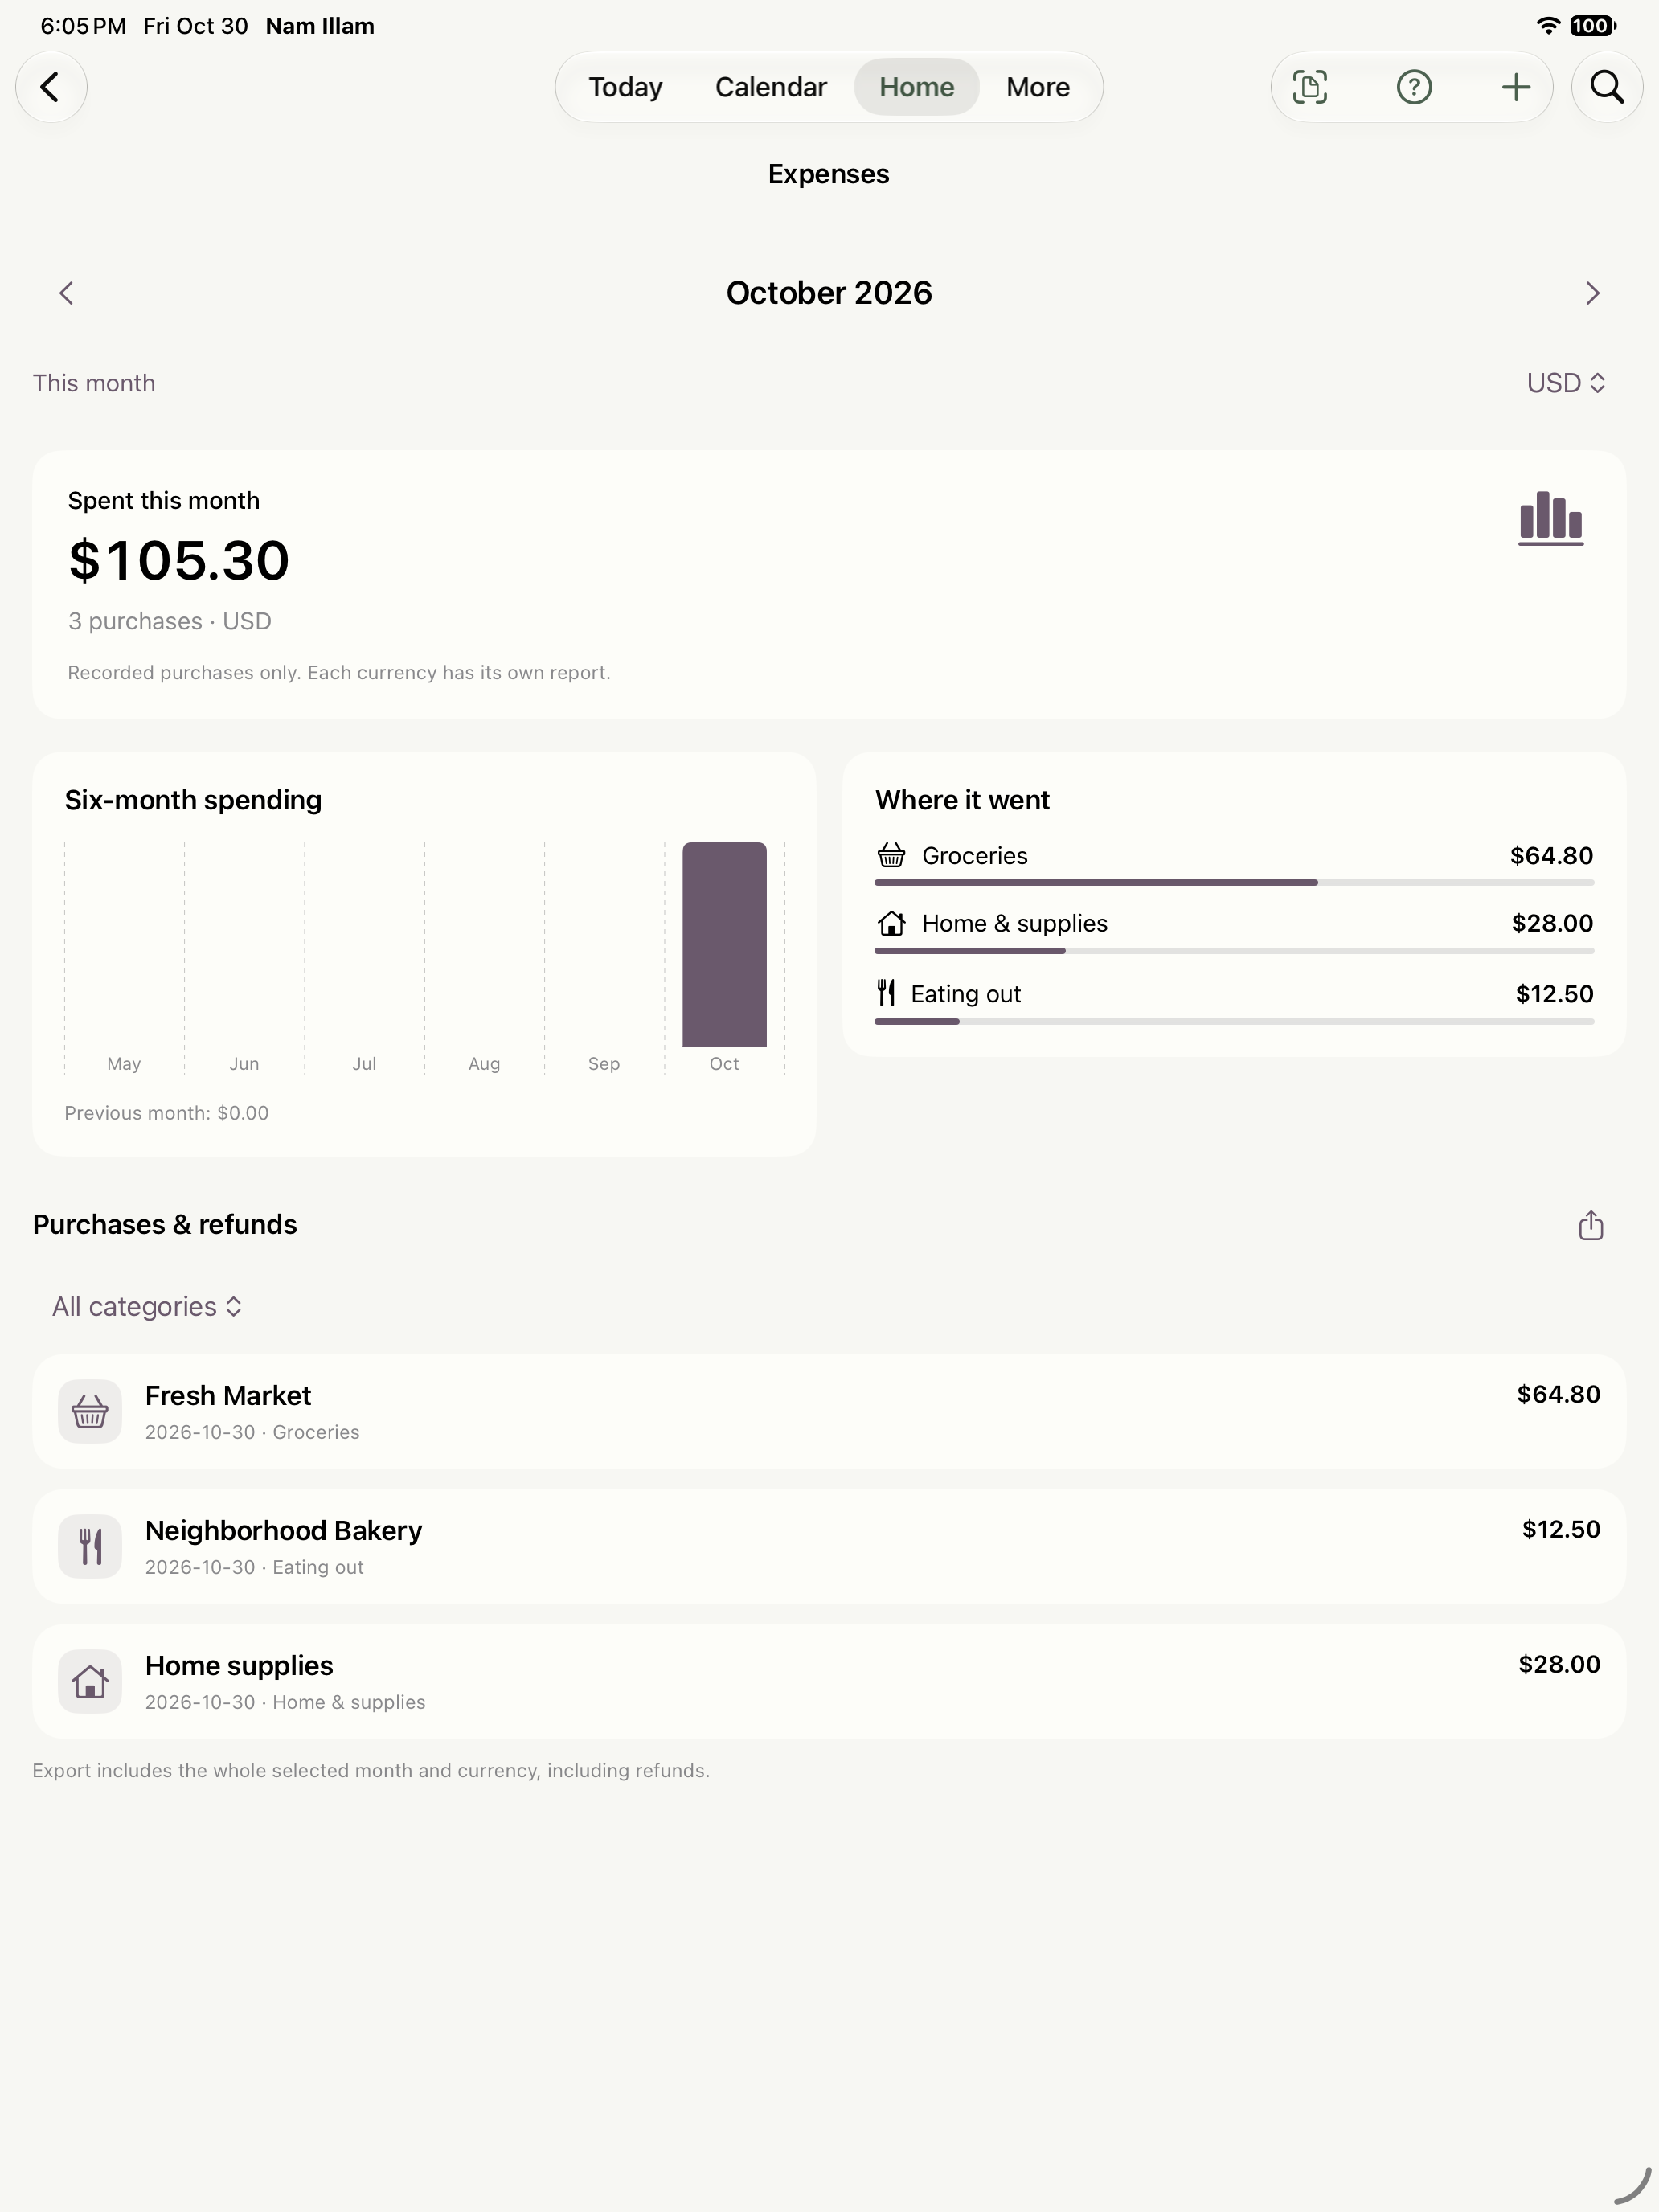 6:05 PM Fri Oct 30 Nam Illam
100
Today Calendar Home More
?
Expenses
October 2026
This month
USD
Spent this month
$105.30
3 purchases · USD
Recorded purchases only. Each currency has its own report.
Six-month spending
May Jun Jul Aug Sep Oct
Previous month: $0.00
Where it went
Groceries $64.80
Home & supplies $28.00
Eating out $12.50
Purchases & refunds
All categories
Fresh Market $64.80
2026-10-30 · Groceries
Neighborhood Bakery $12.50
2026-10-30 · Eating out
Home supplies $28.00
2026-10-30 · Home & supplies
Export includes the whole selected month and currency, including refunds.